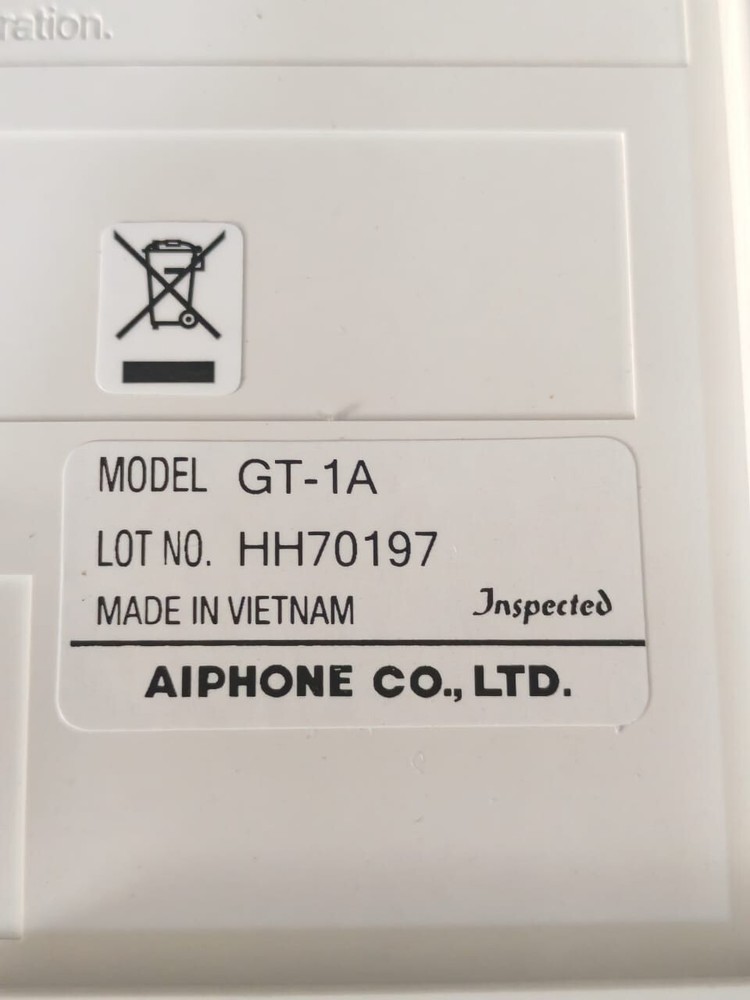 ration.
MODEL GT-1A
LOT NO. HH70197
MADE IN VIETNAM Inspected
AIPHONE CO., LTD.